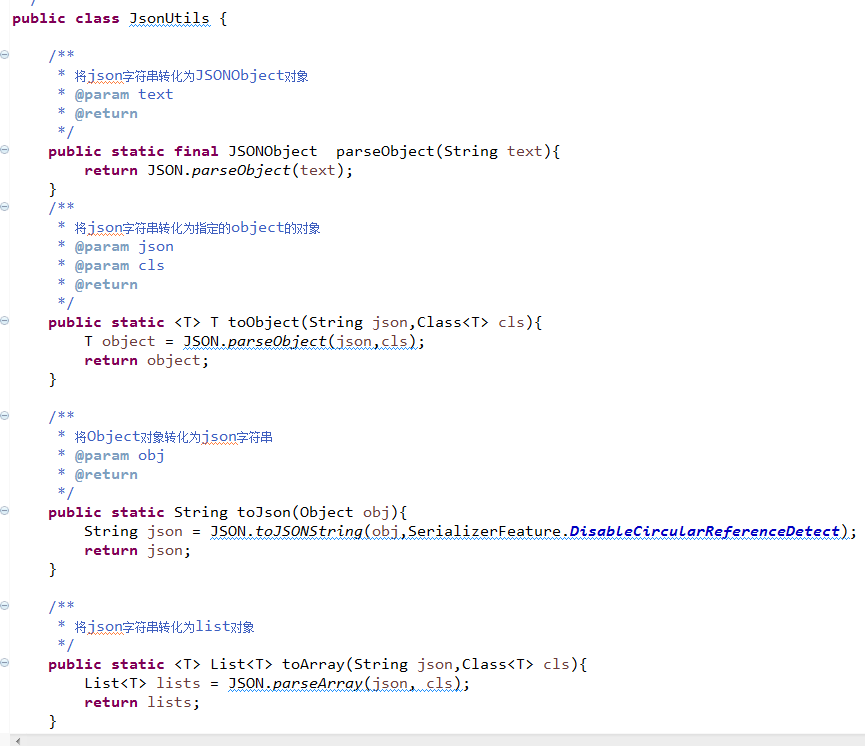 */
public class JsonUtils {
/**
* 将json字符串转化为JSONObject对象
* @param text
* @return
*/
public static final JSONObject  parseObject(String text){
return JSON.parseObject(text);
}
/**
* 将json字符串转化为指定的object的对象
* @param json
* @param cls
* @return
*/
public static <T> T toObject(String json,Class<T> cls){
T object = JSON.parseObject(json,cls);
return object;
}
/**
* 将Object对象转化为json字符串
* @param obj
* @return
*/
public static String toJson(Object obj){
String json = JSON.toJSONString(obj,SerializerFeature.DisableCircularReferenceDetect);
return json;
}
/**
* 将json字符串转化为list对象
*/
public static <T> List<T> toArray(String json,Class<T> cls){
List<T> lists = JSON.parseArray(json, cls);
return lists;
}